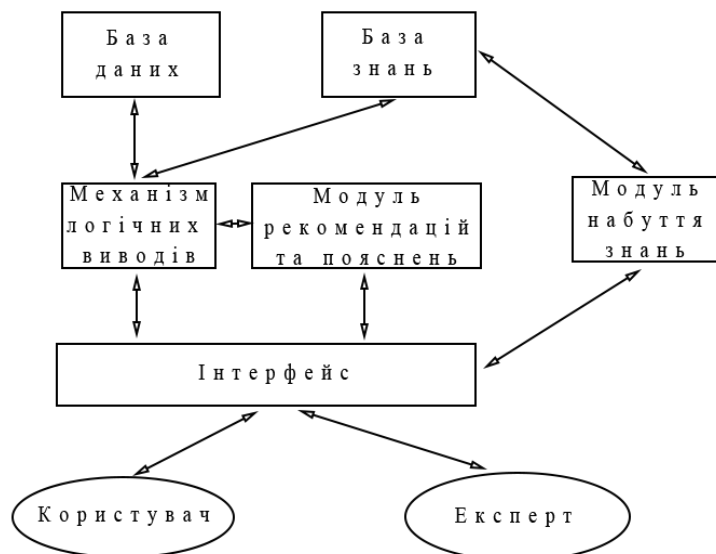 База
даних
База
знань
Механізм
логічних
виводів
Модуль
рекомендацій
та пояснень
Модуль
набуття
знань
Інтерфейс
Користувач
Експерт